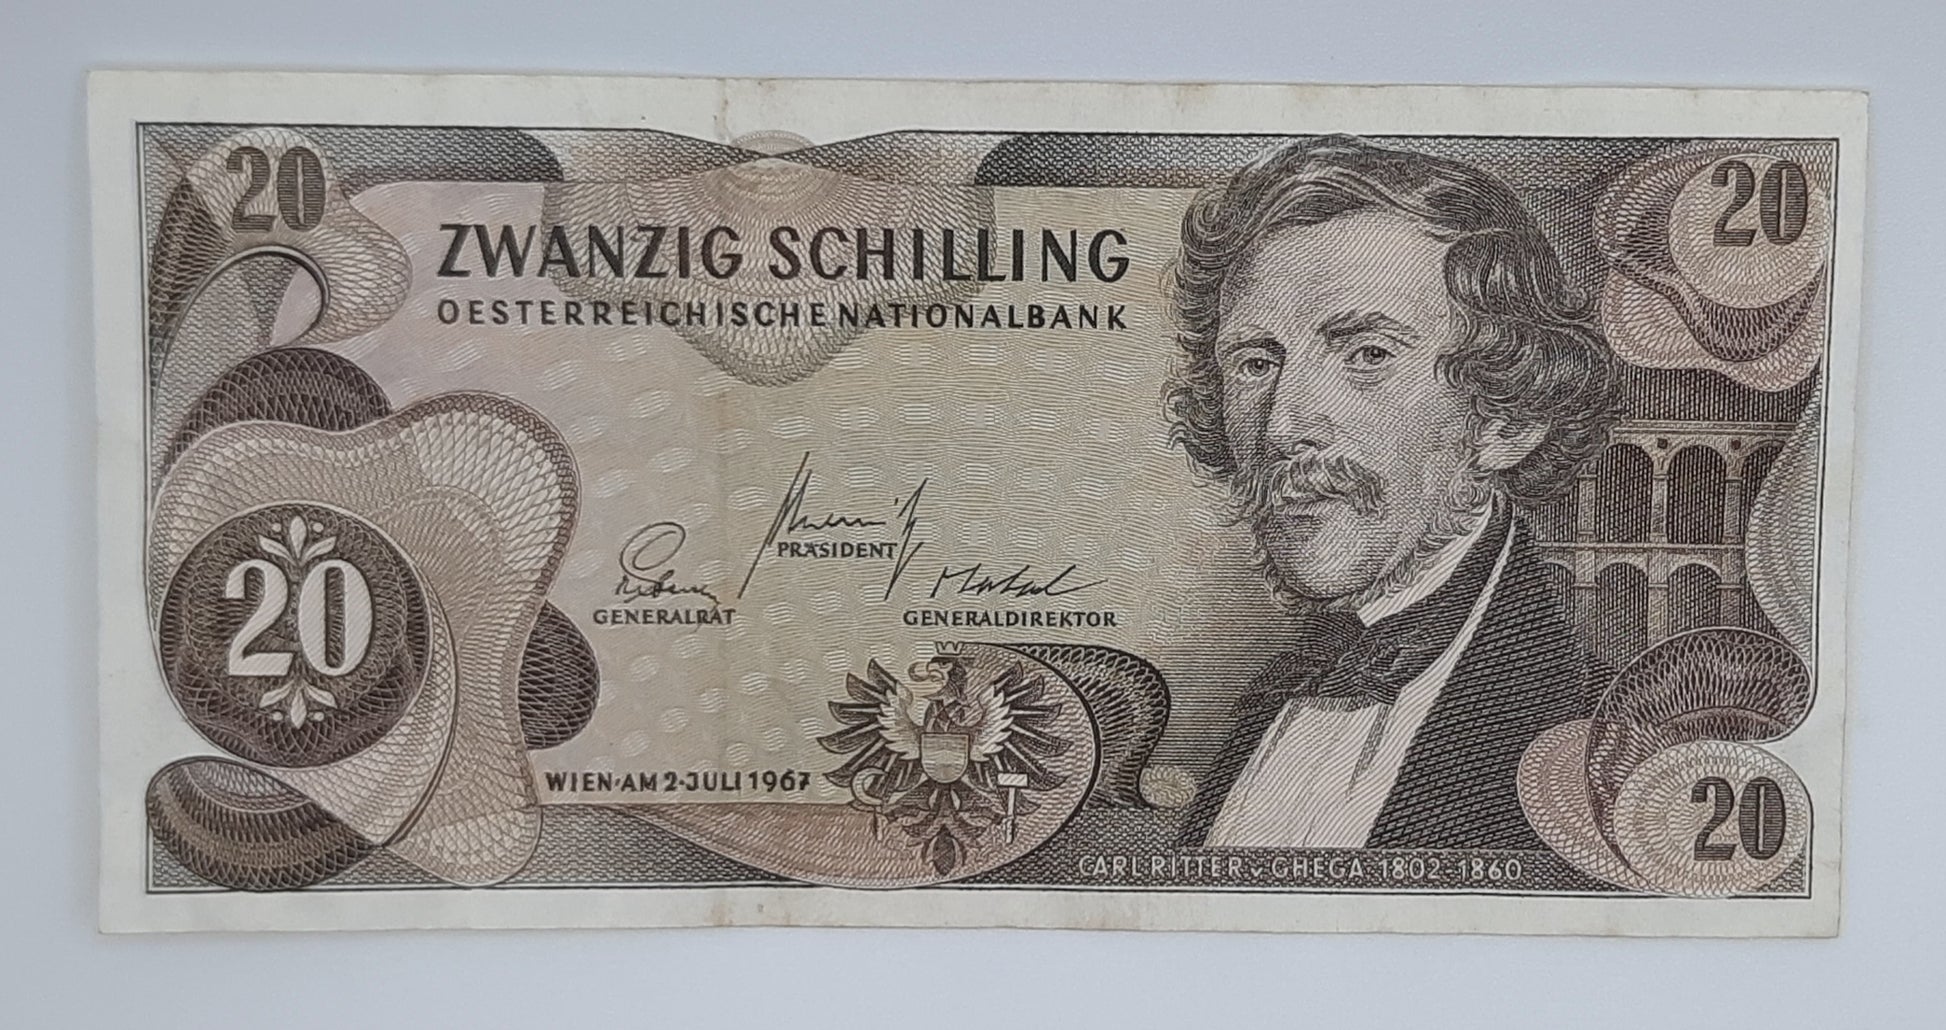 20
20
ZWANZIG SCHILLING
OESTERREICHISCHE NATIONALBANK
PRÄSIDENT
GENERALRAT
GENERALDIREKTOR
20
WIEN·AM 2·JULI 1967
20
CARL RITTER v GHEGA·1802-1860